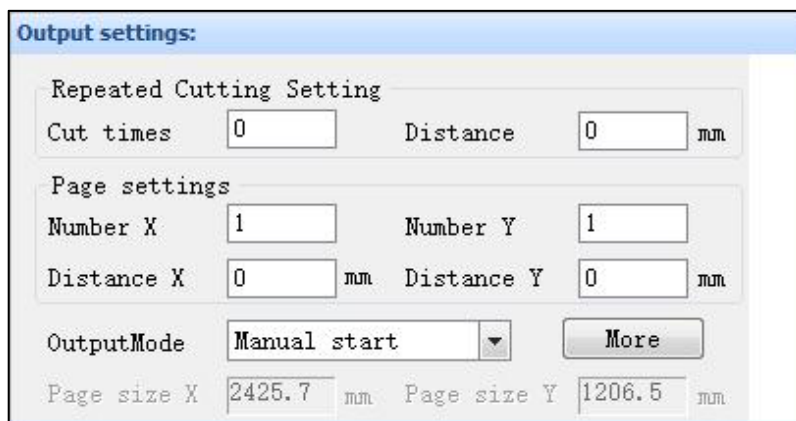 Output settings:
Repeated Cutting Setting
Cut times 0 Distance 0 mm
Page settings
Number X 1 Number Y 1
Distance X 0 mm Distance Y 0 mm
OutputMode Manual start More
Page size X 2425.7 mm Page size Y 1206.5 mm